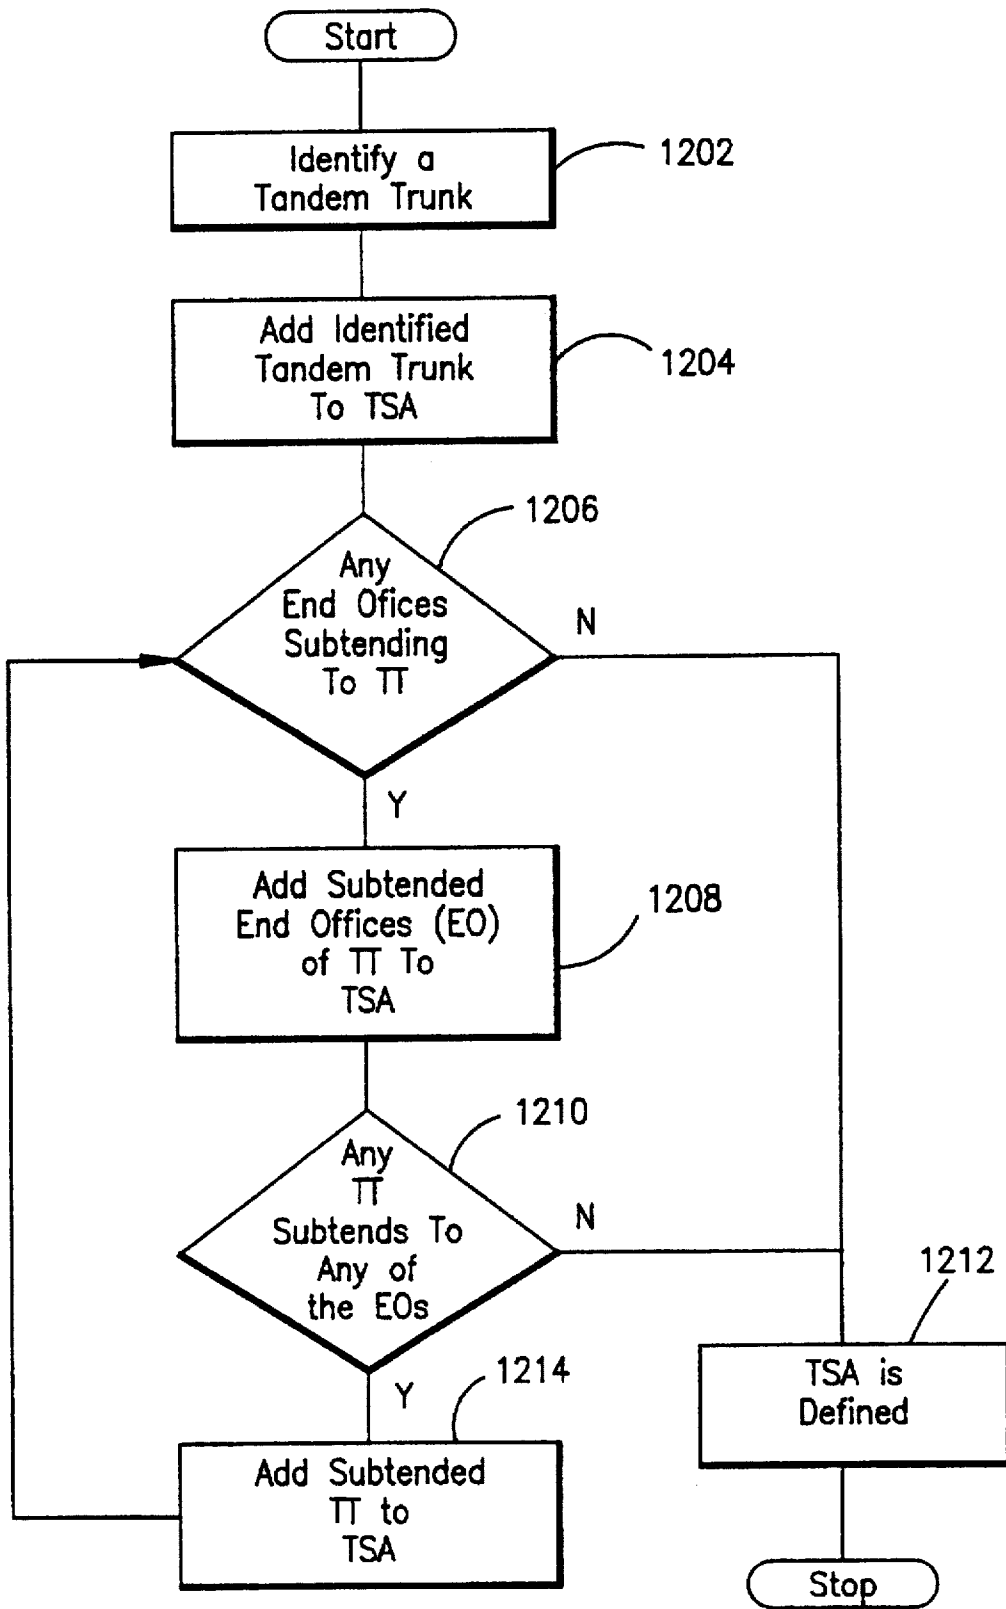 Start
Identify a
Tandem Trunk
1202
Add Identified
Tandem Trunk
To TSA
1204
Any
End Ofices
Subtending
To TT
1206
N
Y
Add Subtended
End Offices (EO)
of TT To
TSA
1208
Any
TT
Subtends To
Any of
the EOs
1210
N
Y
1212
TSA is
Defined
1214
Add Subtended
TT to
TSA
Stop